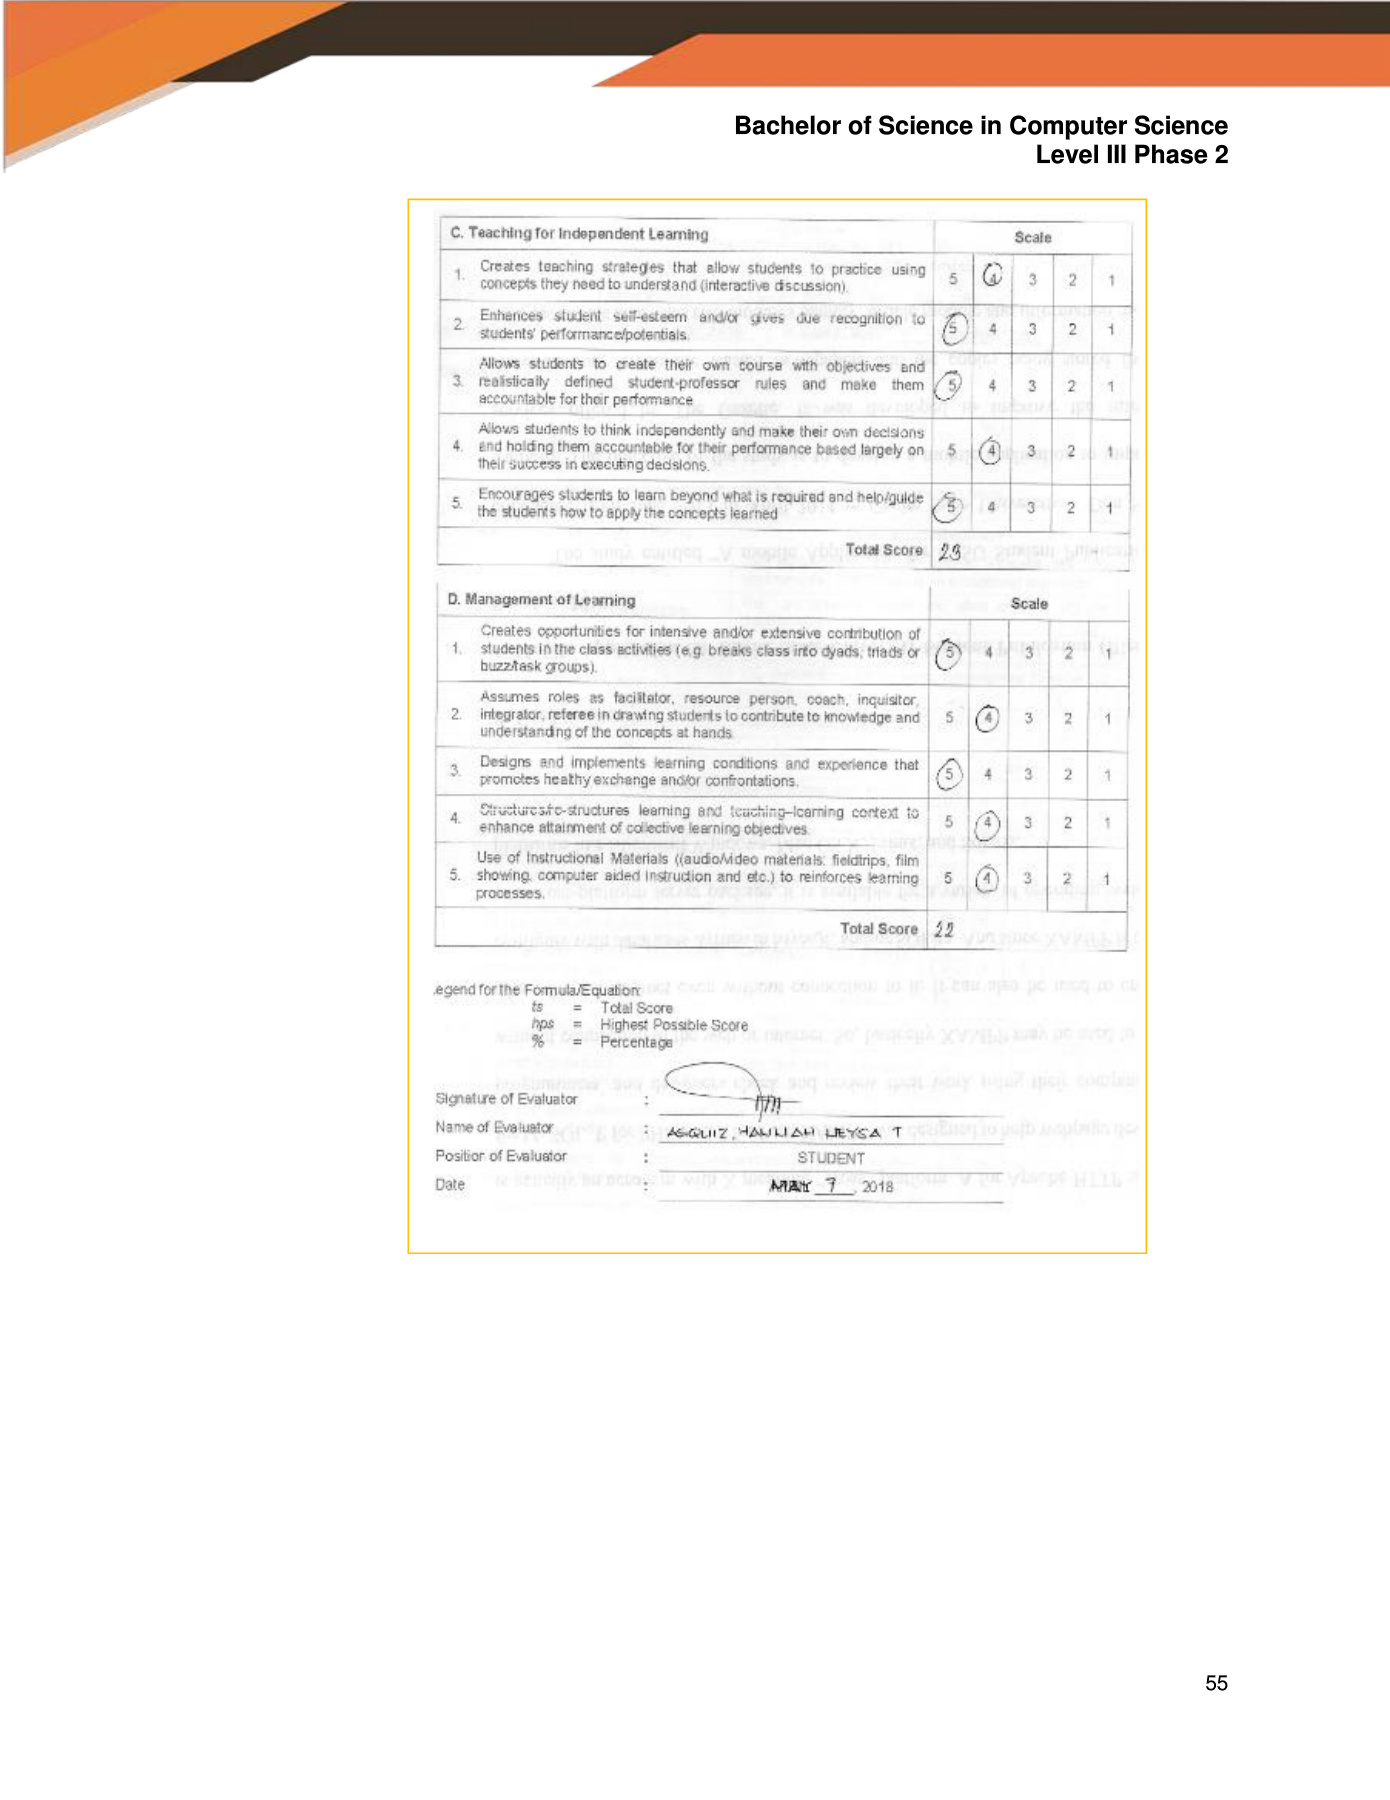 Bachelor of Science in Computer Science
Level III Phase 2
C. Teaching for Independent Learning Scale
1. Creates teaching strategies that allow students to practice using
concepts they need to understand (interactive discussion). 5 4 3 2 1
2. Enhances student self-esteem and/or gives due recognition to
students' performance/potentials. 5 4 3 2 1
Allows students to create their own course with objectives and
3. realistically defined student-professor rules and make them 5 4 3 2 1
accountable for their performance
Allows students to think independently and make their own decisions
4. and holding them accountable for their performance based largely on 5 4 3 2 1
their success in executing decisions.
5. Encourages students to learn beyond what is required and help/guide
the students how to apply the concepts learned 5 4 3 2 1
Total Score 23
D. Management of Learning Scale
Creates opportunities for intensive and/or extensive contribution of
1. students in the class activities (e.g. breaks class into dyads, triads or 5 4 3 2 1
buzz/task groups).
Assumes roles as facilitator, resource person, coach, inquisitor,
2. integrator, referee in drawing students to contribute to knowledge and 5 4 3 2 1
understanding of the concepts at hands.
3. Designs and implements learning conditions and experience that
promotes healthy exchange and/or confrontations. 5 4 3 2 1
4. Structures/re-structures learning and teaching-learning context to
enhance attainment of collective learning objectives. 5 4 3 2 1
Use of Instructional Materials ((audio/video materials: fieldtrips, film
5. showing, computer aided instruction and etc.) to reinforces learning 5 4 3 2 1
processes.
Total Score 22
egend for the Formula/Equation:
ts = Total Score
hps = Highest Possible Score
% = Percentage
Signature of Evaluator :
Name of Evaluator : T
Position of Evaluator : STUDENT
Date : MAY 7, 2018
55